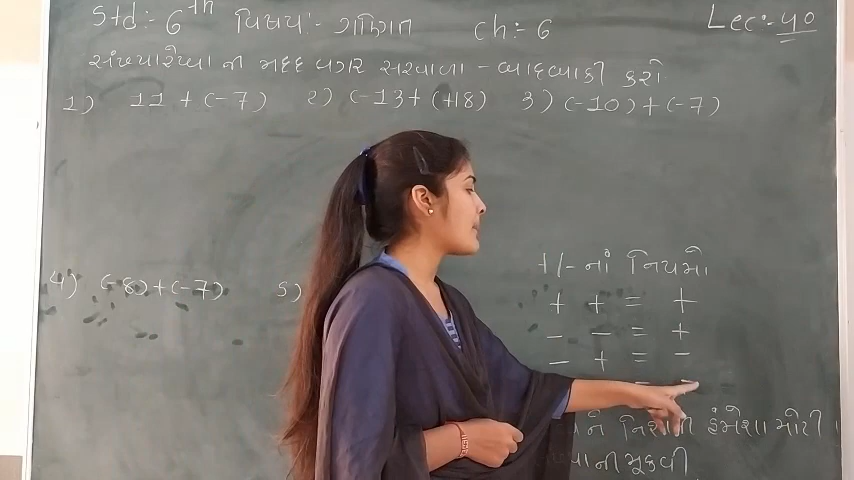 Std:- 6th વિષય:- ગણિત ch:- 6 Lec:- 40
સંખ્યારેખા ની મદદ વગર સરવાળા - બાદબાકી કરો
1) 11 + (-7) 2) (-13 + (+18) 3) (-10) + (-7)
+/- નાં નિયમો
4) (-8) + (-7) 5)
+ + = +
- - = +
- + = -
= -
નિશાની હંમેશા મોટી
ની મૂકવી